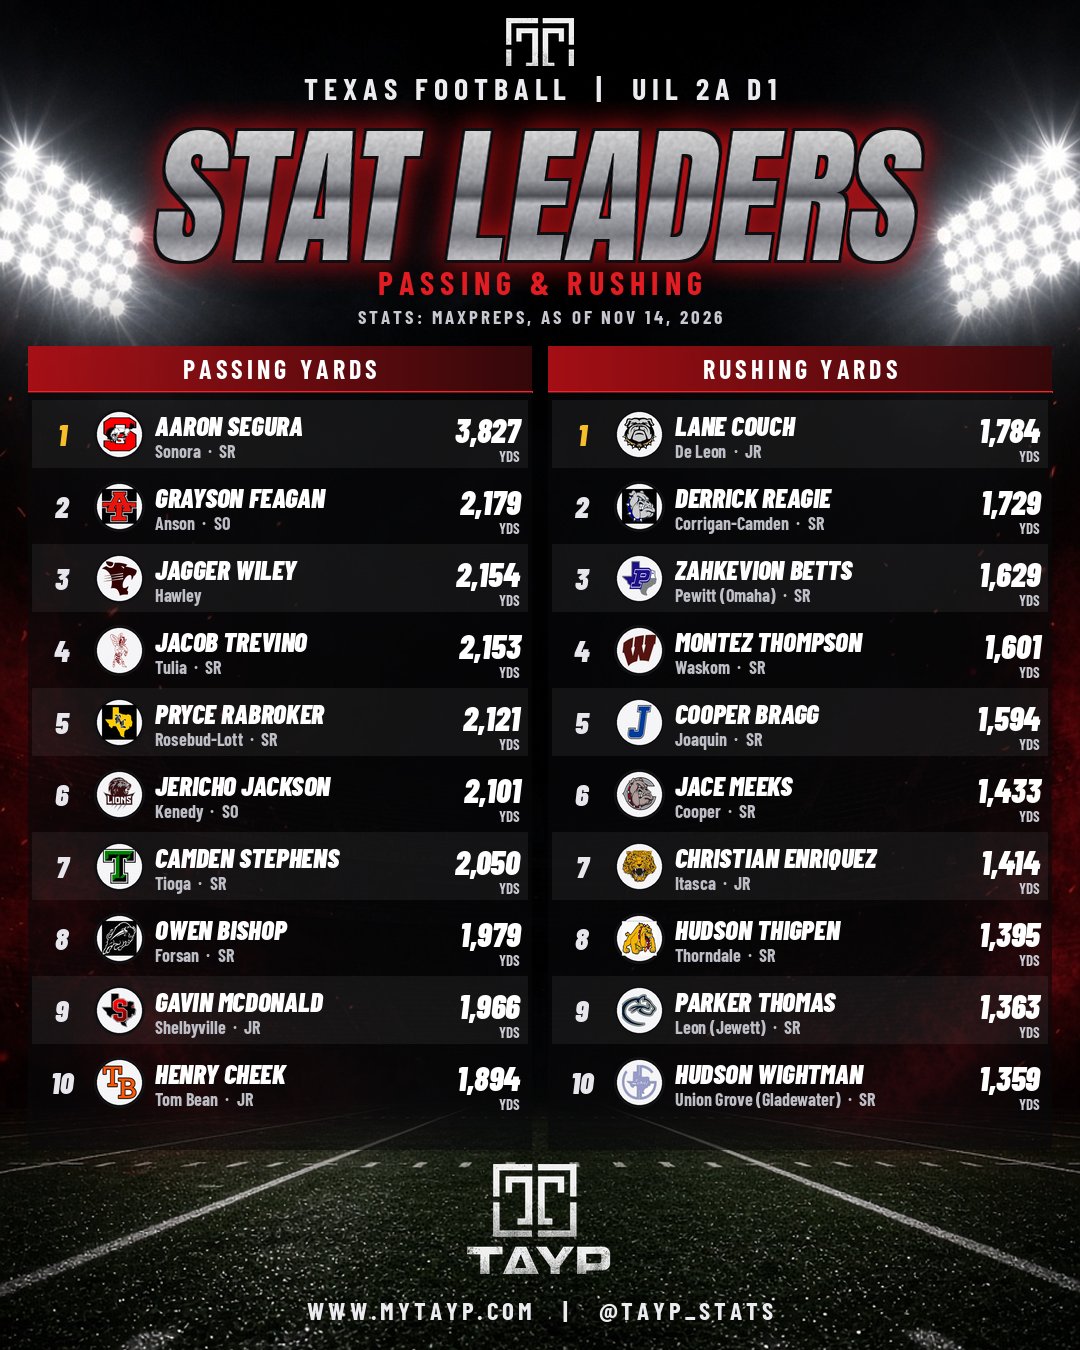 TEXAS FOOTBALL | UIL 2A D1
STAT LEADERS
PASSING & RUSHING
STATS: MAXPREPS, AS OF NOV 14, 2026
PASSING YARDS
1 AARON SEGURA 3,827
Sonora · SR YDS
2 GRAYSON FEAGAN 2,179
Anson · SO YDS
3 JAGGER WILEY 2,154
Hawley YDS
4 JACOB TREVINO 2,153
Tulia · SR YDS
5 PRYCE RABROKER 2,121
Rosebud-Lott · SR YDS
6 JERICHO JACKSON 2,101
LIONS
Kenedy · SO YDS
7 CAMDEN STEPHENS 2,050
T
Tioga · SR YDS
8 OWEN BISHOP 1,979
Forsan · SR YDS
9 GAVIN MCDONALD 1,966
S
Shelbyville · JR YDS
10 HENRY CHEEK 1,894
TB
Tom Bean · JR YDS
RUSHING YARDS
1 LANE COUCH 1,784
De Leon · JR YDS
2 DERRICK REAGIE 1,729
Corrigan-Camden · SR YDS
3 ZAHKEVION BETTS 1,629
P
Pewitt (Omaha) · SR YDS
4 MONTEZ THOMPSON 1,601
W
Waskom · SR YDS
5 COOPER BRAGG 1,594
J
Joaquin · SR YDS
6 JACE MEEKS 1,433
Cooper · SR YDS
7 CHRISTIAN ENRIQUEZ 1,414
Itasca · JR YDS
8 HUDSON THIGPEN 1,395
Thorndale · SR YDS
9 PARKER THOMAS 1,363
Leon (Jewett) · SR YDS
10 HUDSON WIGHTMAN 1,359
Union Grove (Gladewater) · SR YDS
TAYP
WWW.MYTAYP.COM | @TAYP_STATS